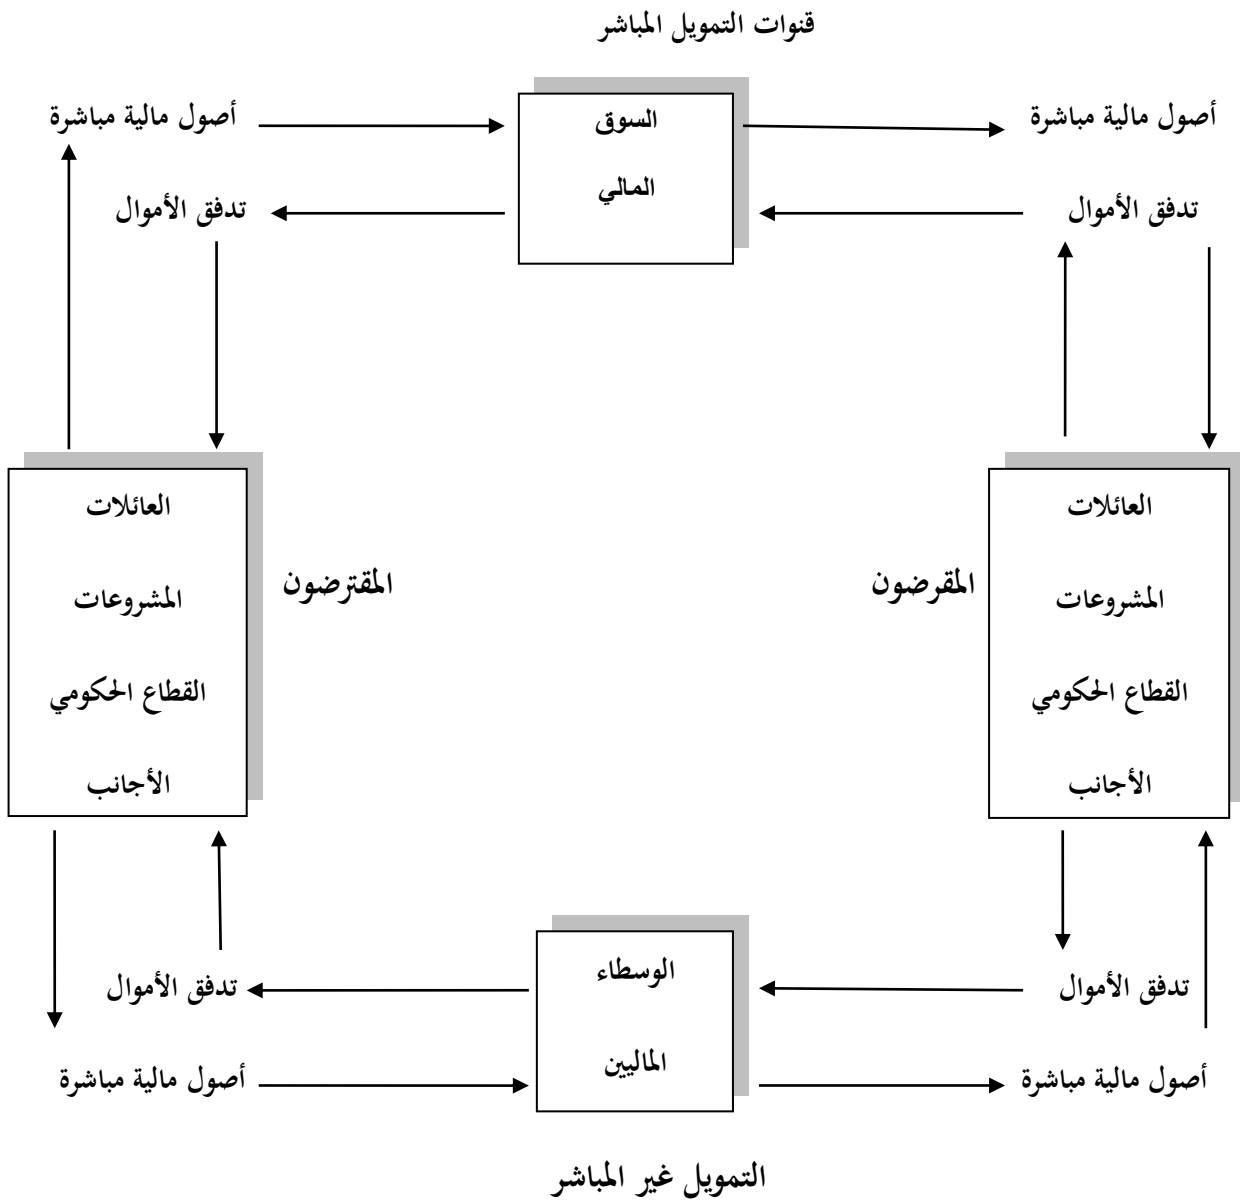 قنوات التمويل المباشر
أصول مالية مباشرة
السوق
أصول مالية مباشرة
المالي
تدفق الأموال
تدفق الأموال
العائلات
العائلات
المقرضون
المقترضون
المشروعات
المشروعات
القطاع الحكومي
القطاع الحكومي
الأجانب
الأجانب
تدفق الأموال
الوسطاء
تدفق الأموال
الماليين
أصول مالية مباشرة
أصول مالية مباشرة
التمويل غير المباشر